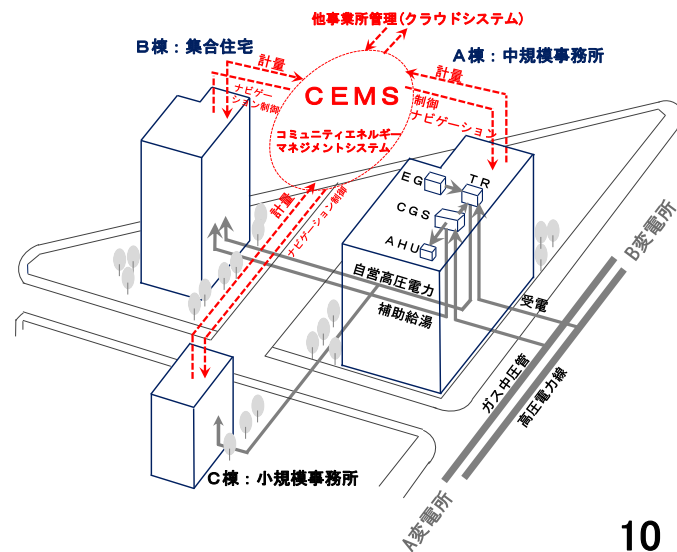 他事業所管理(クラウドシステム)
B棟：集合住宅
A棟：中規模事務所
計量
計量
ナビゲー
ション制御
CEMS
制御
ナビゲーション
コミュニティエネルギー
マネジメントシステム
EG
TR
CGS
AHU
計量
ナビゲーション制御
自営高圧電力
補助給湯
受電
B変電所
ガス中圧管
高圧電力線
C棟：小規模事務所
A変電所
10